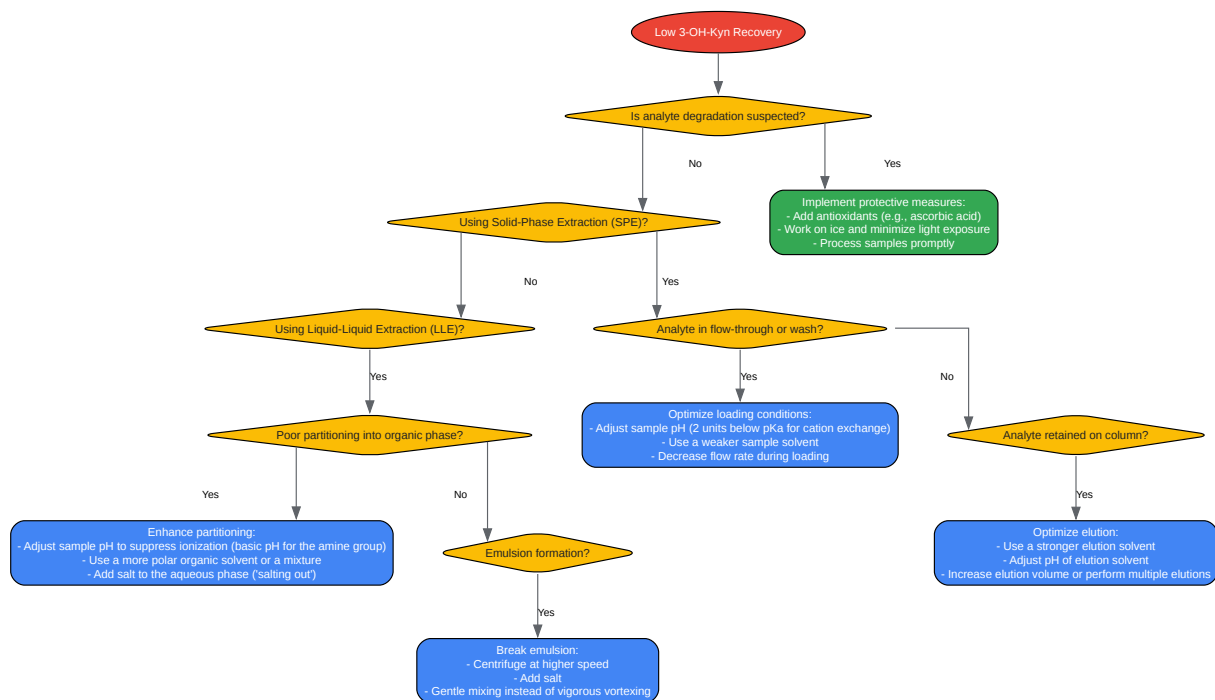 Low 3-OH-Kyn Recovery
Is analyte degradation suspected?
No
Yes
Implement protective measures:
- Add antioxidants (e.g., ascorbic acid)
- Work on ice and minimize light exposure
- Process samples promptly
Using Solid-Phase Extraction (SPE)?
No
Yes
Using Liquid-Liquid Extraction (LLE)?
Analyte in flow-through or wash?
Yes
Yes
No
Optimize loading conditions:
- Adjust sample pH (2 units below pKa for cation exchange)
- Use a weaker sample solvent
- Decrease flow rate during loading
Poor partitioning into organic phase?
Analyte retained on column?
Yes
No
Yes
Enhance partitioning:
- Adjust sample pH to suppress ionization (basic pH for the amine group)
- Use a more polar organic solvent or a mixture
- Add salt to the aqueous phase ('salting out')
Emulsion formation?
Optimize elution:
- Use a stronger elution solvent
- Adjust pH of elution solvent
- Increase elution volume or perform multiple elutions
Yes
Break emulsion:
- Centrifuge at higher speed
- Add salt
- Gentle mixing instead of vigorous vortexing